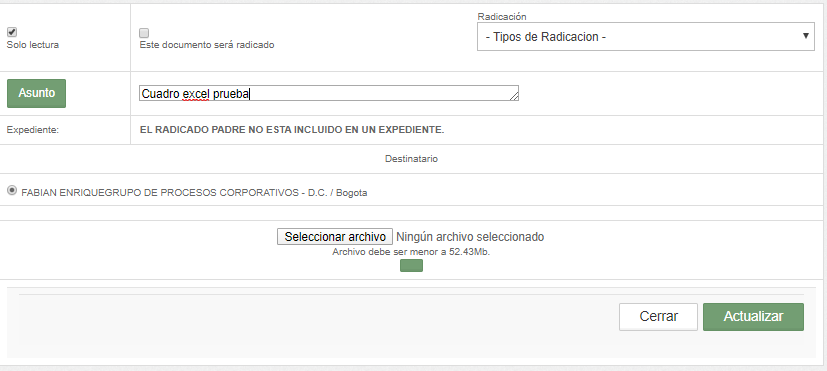 Radicación
Solo lectura
Este documento será radicado
- Tipos de Radicacion -
Asunto
Cuadro excel prueba
Expediente:
EL RADICADO PADRE NO ESTA INCLUIDO EN UN EXPEDIENTE.
Destinatario
FABIAN ENRIQUEGRUPO DE PROCESOS CORPORATIVOS - D.C. / Bogota
Seleccionar archivo Ningún archivo seleccionado
Archivo debe ser menor a 52.43Mb.
Cerrar
Actualizar